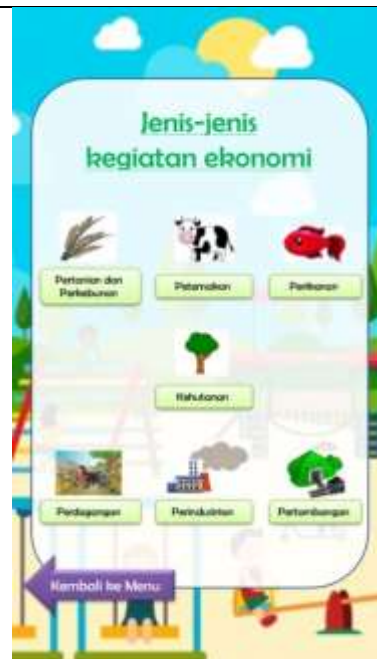 Jenis-jenis
kegiatan ekonomi
Pertanian dan
Perkebunan
Peternakan
Perikanan
Kehutanan
Perdagangan
Perindustrian
Pertambangan
Kembali ke Menu